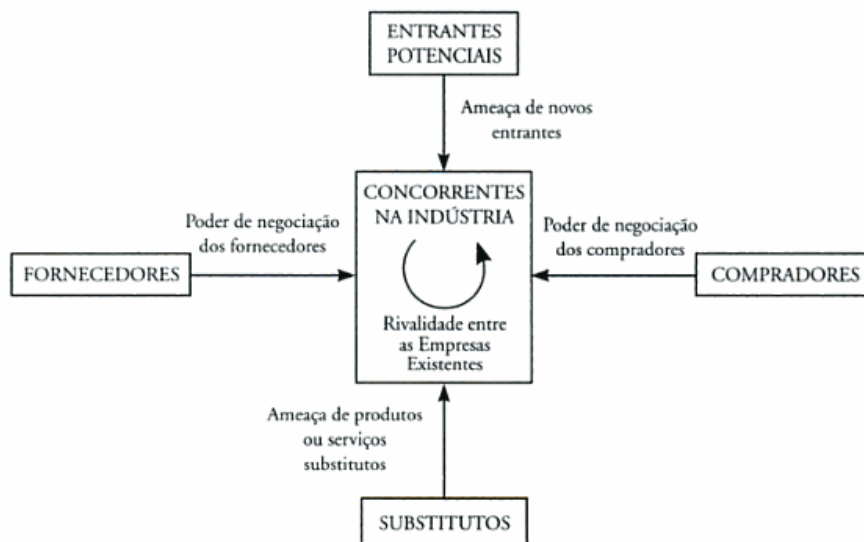 ENTRANTES
POTENCIAIS
Ameaça de novos
entrantes
CONCORRENTES
NA INDÚSTRIA
Poder de negociação
dos fornecedores
Poder de negociação
dos compradores
FORNECEDORES
COMPRADORES
Rivalidade entre
as Empresas
Existentes
Ameaça de produtos
ou serviços
substitutos
SUBSTITUTOS